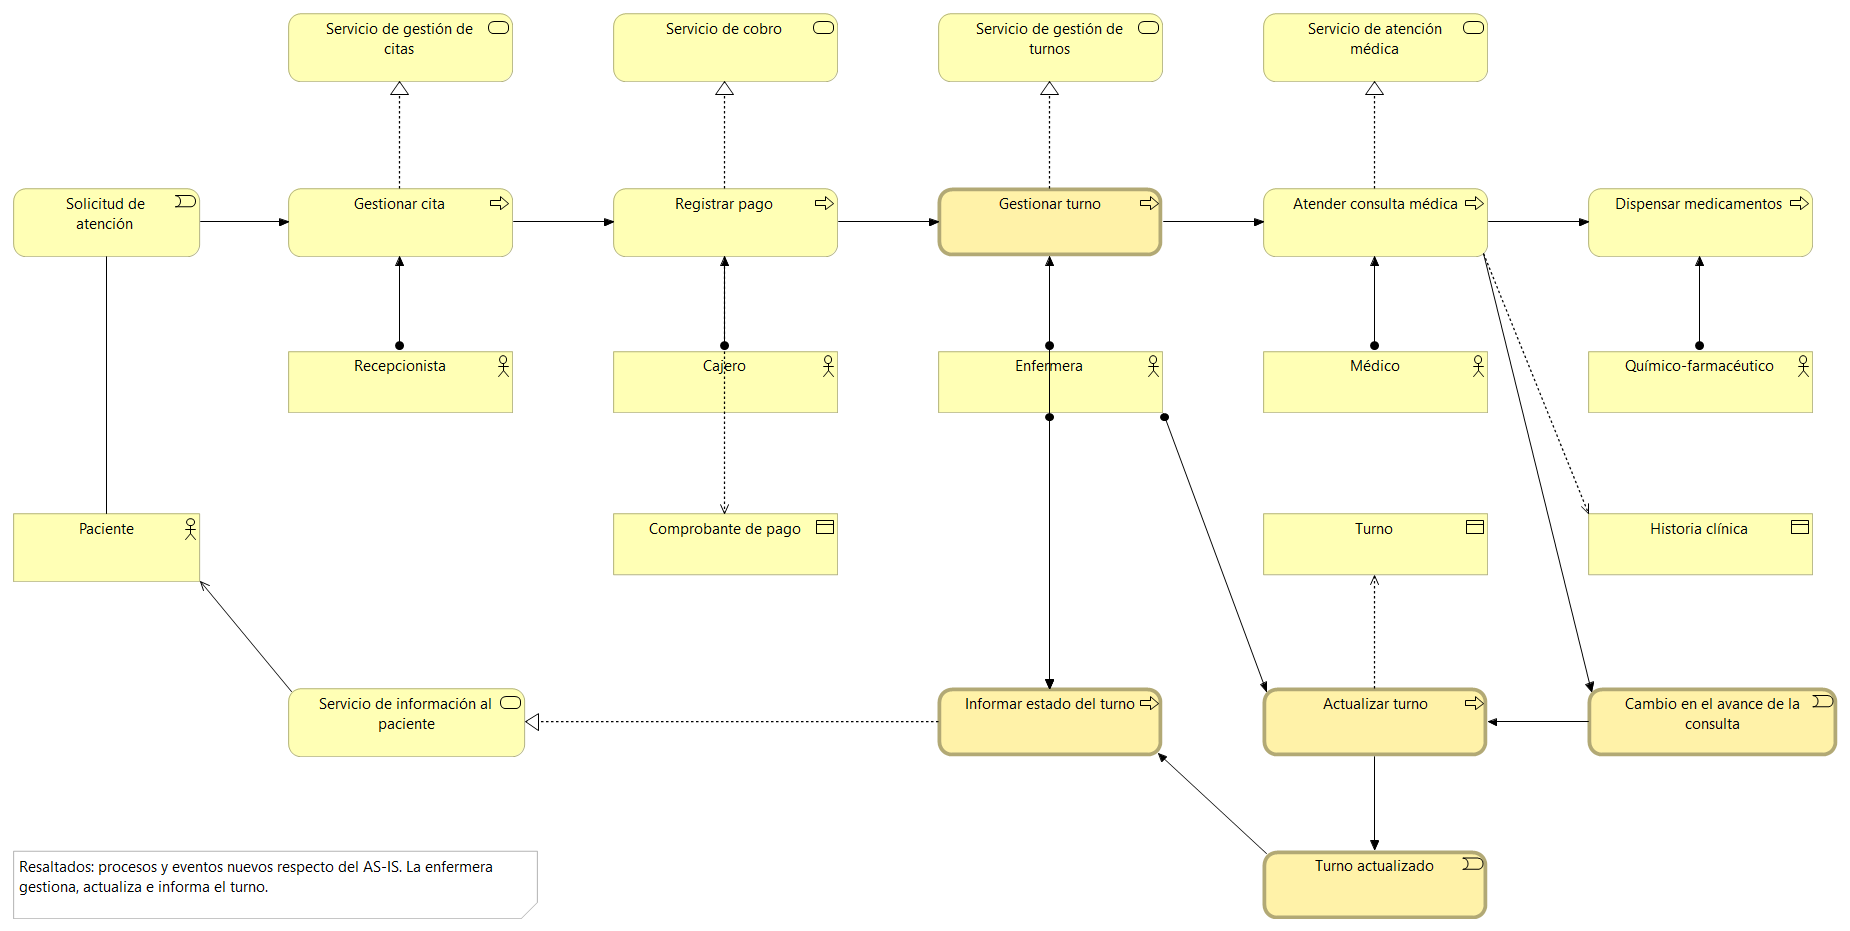 Servicio de gestión de
citas
Servicio de cobro
Servicio de gestión de
turnos
Servicio de atención
médica
Solicitud de
atención
Gestionar cita
Registrar pago
Gestionar turno
Atender consulta médica
Dispensar medicamentos
Recepcionista
Cajero
Enfermera
Médico
Químico-farmacéutico
Paciente
Comprobante de pago
Turno
Historia clínica
Servicio de información al
paciente
Informar estado del turno
Actualizar turno
Cambio en el avance de la
consulta
Turno actualizado
Resaltados: procesos y eventos nuevos respecto del AS-IS. La enfermera
gestiona, actualiza e informa el turno.